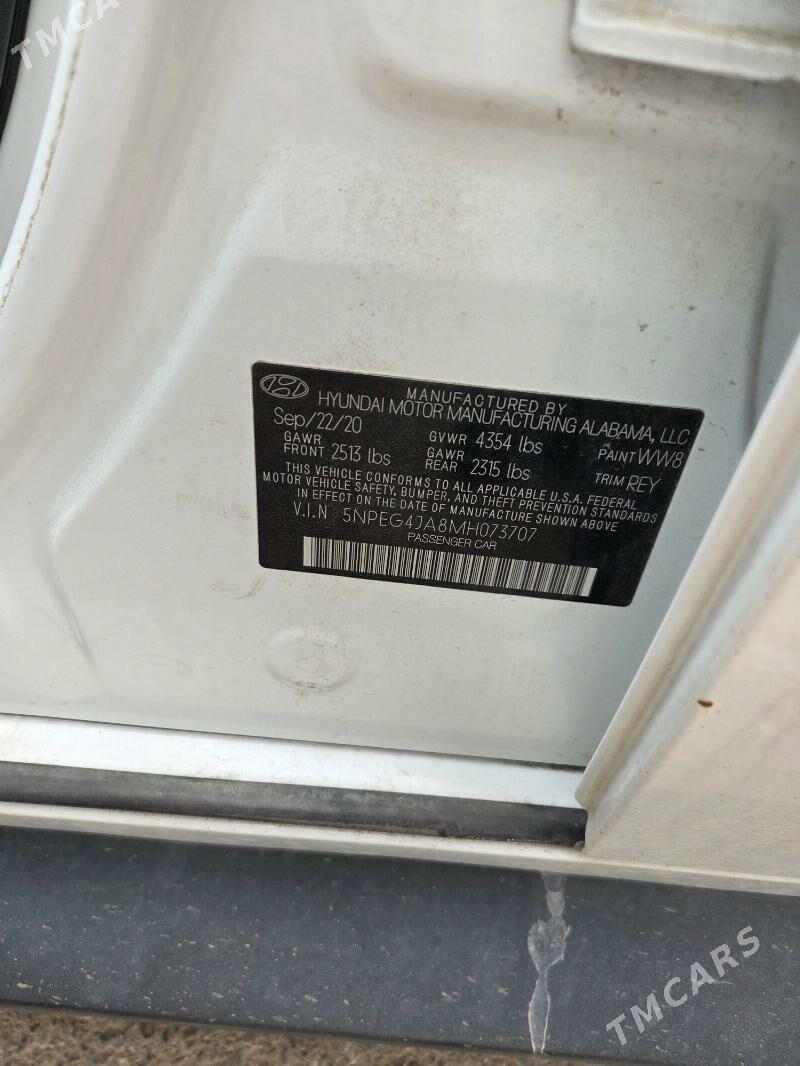 TMCARS
MANUFACTURED BY
HYUNDAI MOTOR MANUFACTURING ALABAMA, LLC
Sep/22/20 GVWR 4354 lbs PAINT WW8
GAWR FRONT 2513 lbs GAWR REAR 2315 lbs TRIM REY
THIS VEHICLE CONFORMS TO ALL APPLICABLE U.S.A. FEDERAL
MOTOR VEHICLE SAFETY, BUMPER, AND THEFT PREVENTION STANDARDS
IN EFFECT ON THE DATE OF MANUFACTURE SHOWN ABOVE
V.I.N 5NPEG4JA8MH073707
PASSENGER CAR
TMCARS